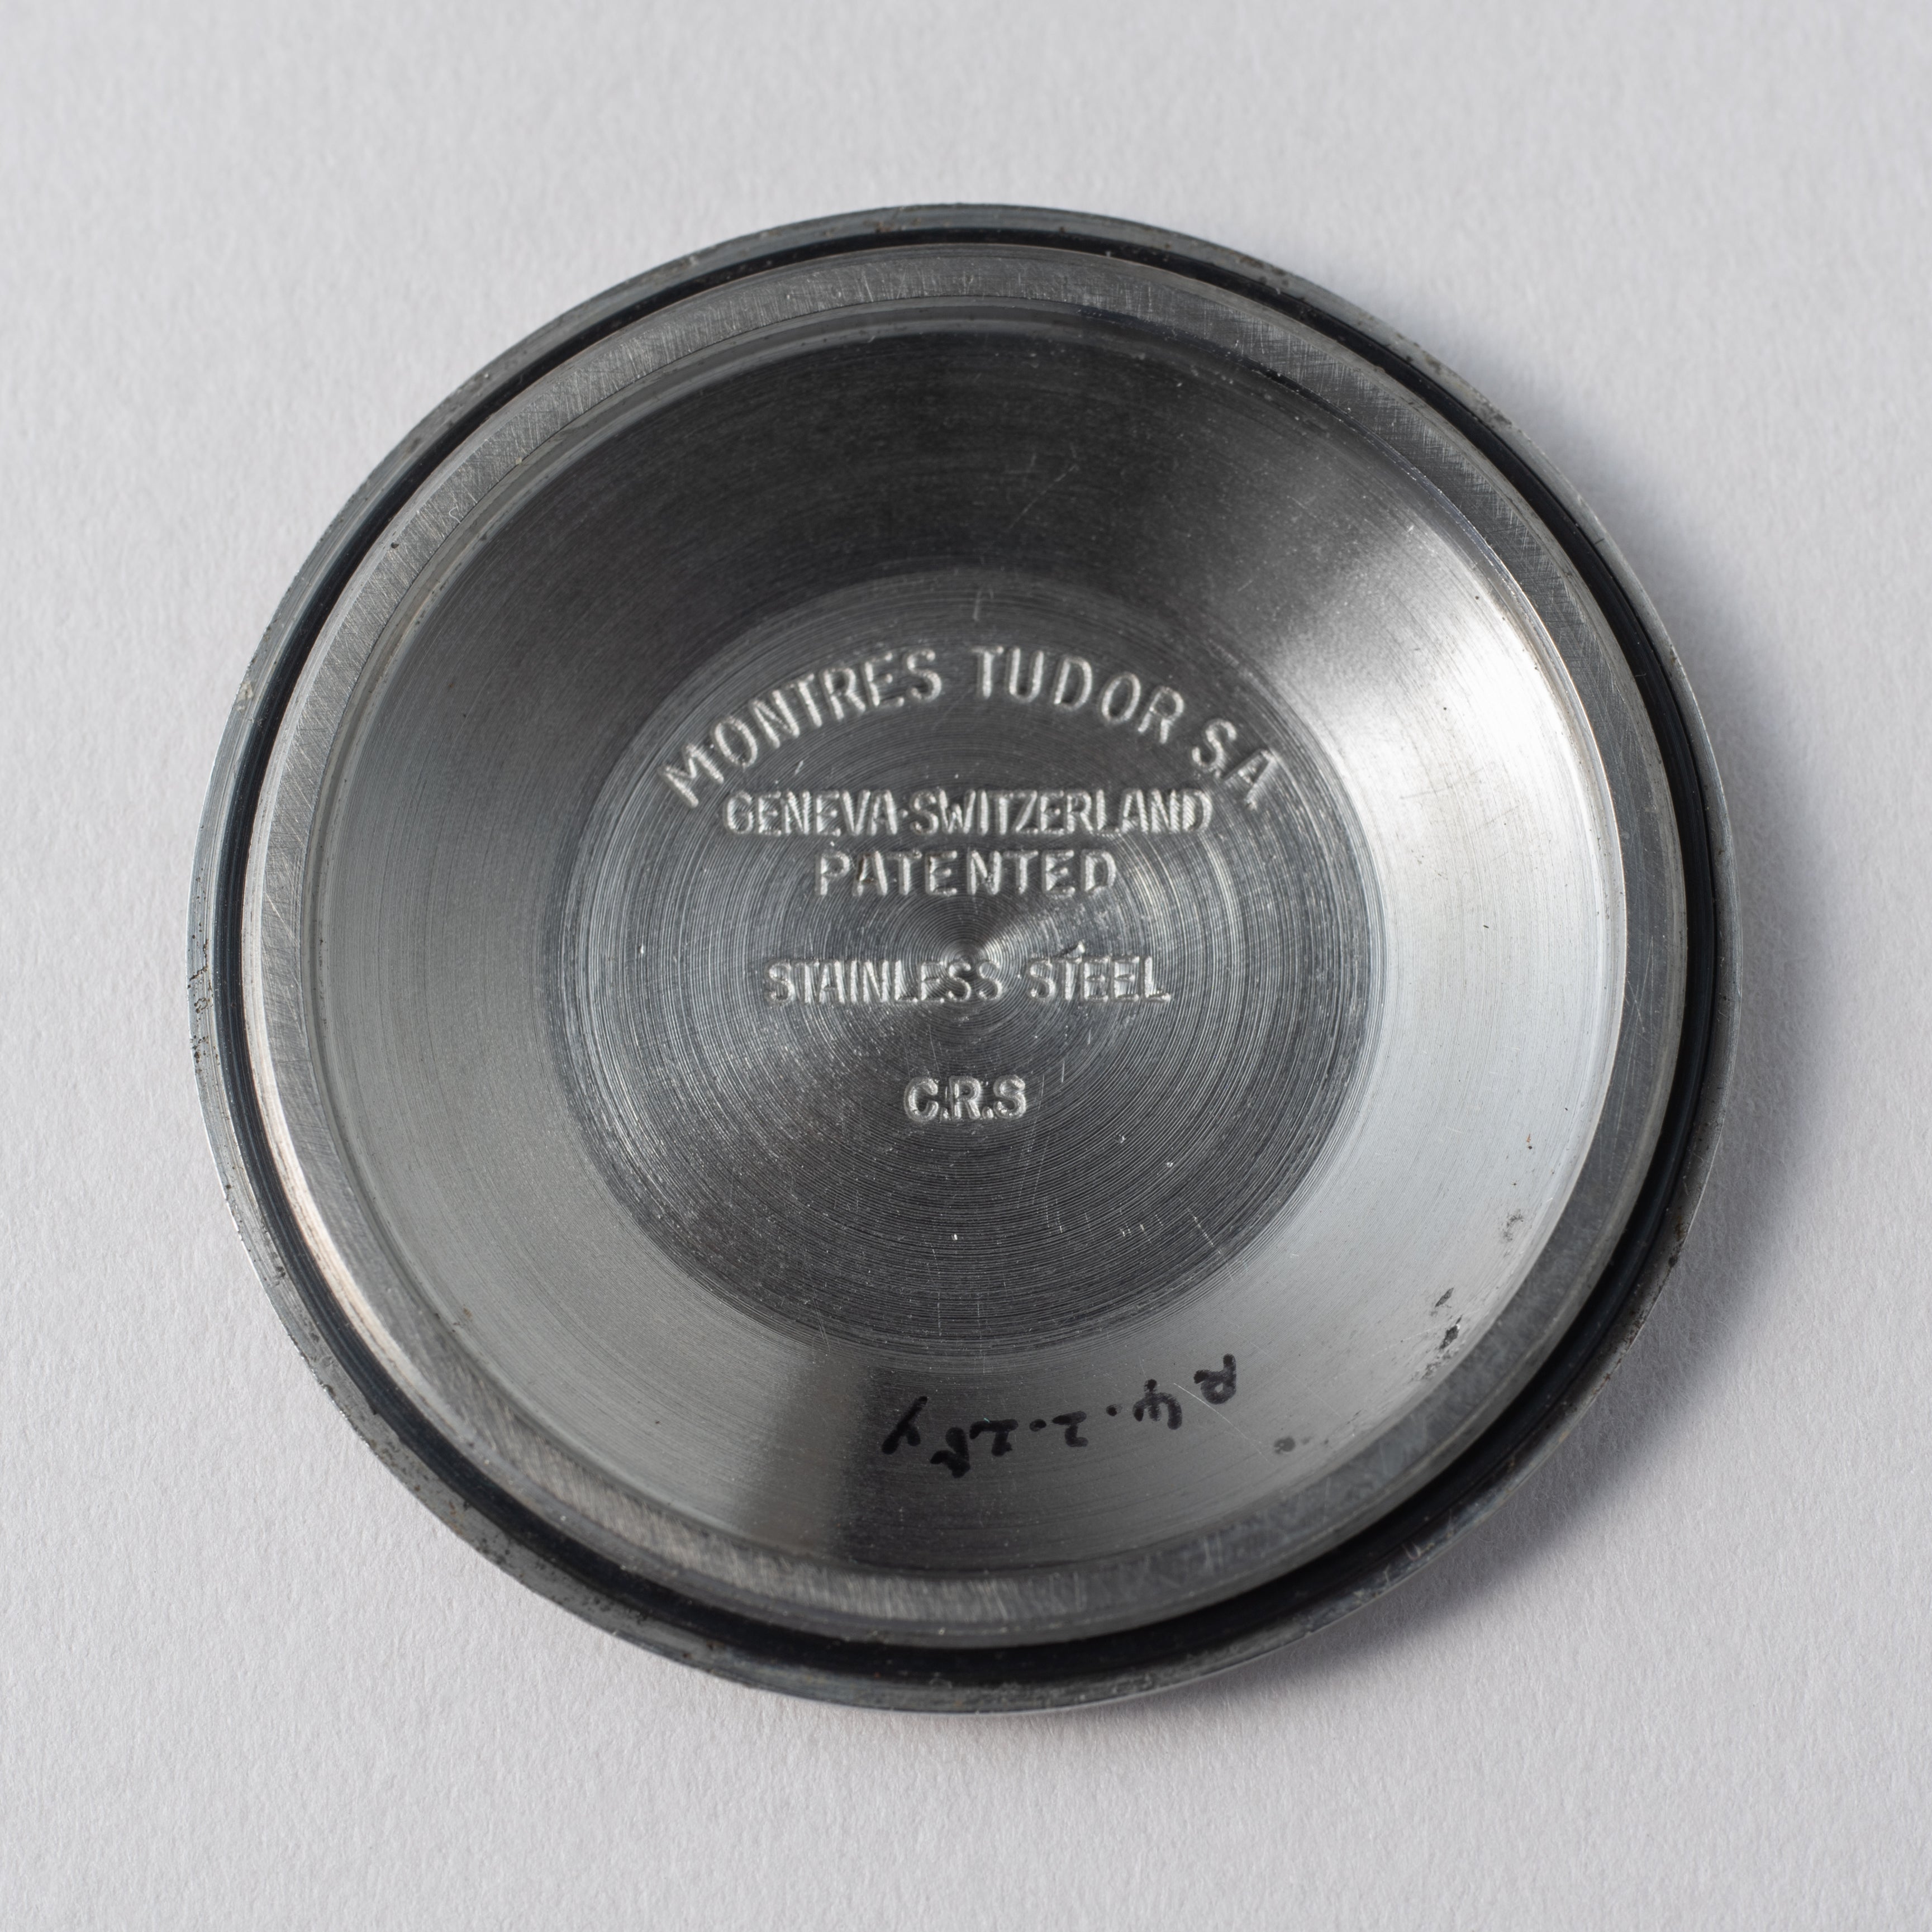 MONTRES TUDOR S.A
GENEVA·SWITZERLAND
PATENTED
STAINLESS STEEL
C.R.S